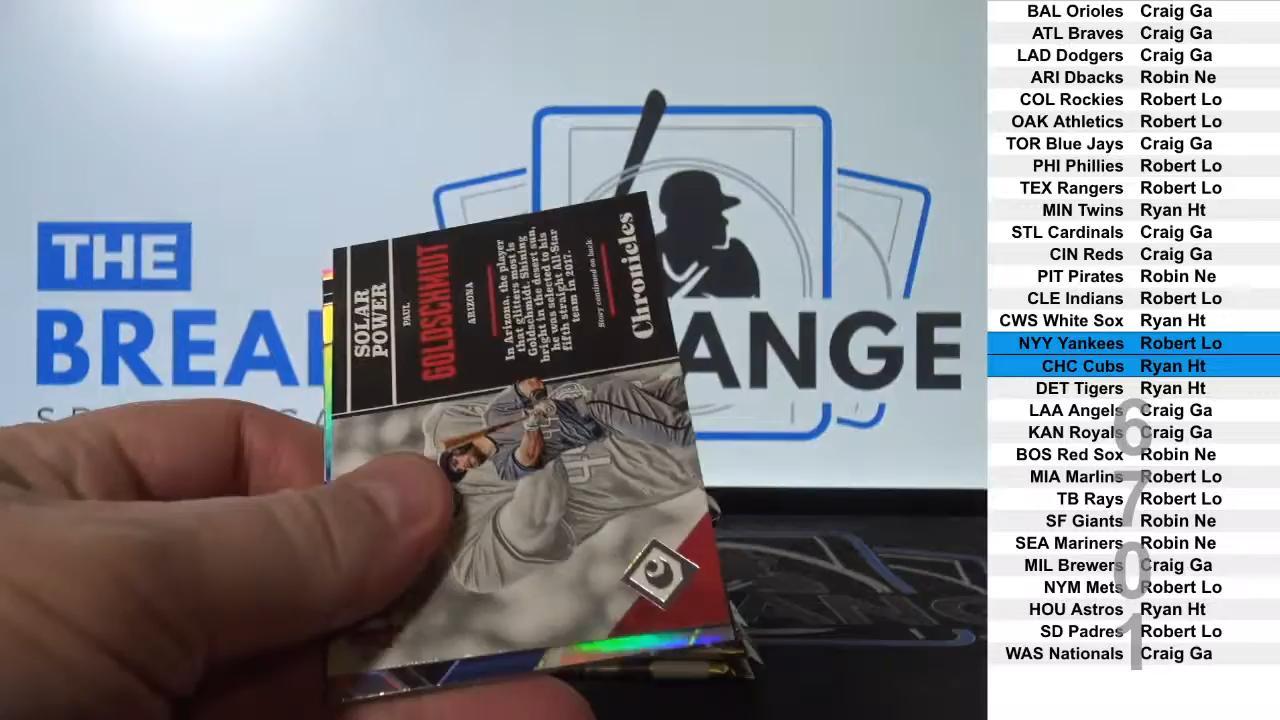 THE
BREA
ANGE
SOLAR
POWER
PAUL
GOLDSCHMIDT
ARIZONA
In Arizona, the player
that glitters most is
Goldschmidt. Shining
bright in the desert sun,
he was selected to his
fifth straight All-Star
team in 2017.
Story continued on back
Chronicles
BAL Orioles Craig Ga
ATL Braves Craig Ga
LAD Dodgers Craig Ga
ARI Dbacks Robin Ne
COL Rockies Robert Lo
OAK Athletics Robert Lo
TOR Blue Jays Craig Ga
PHI Phillies Robert Lo
TEX Rangers Robert Lo
MIN Twins Ryan Ht
STL Cardinals Craig Ga
CIN Reds Craig Ga
PIT Pirates Robin Ne
CLE Indians Robert Lo
CWS White Sox Ryan Ht
NYY Yankees Robert Lo
CHC Cubs Ryan Ht
DET Tigers Ryan Ht
LAA Angels Craig Ga
KAN Royals Craig Ga
BOS Red Sox Robin Ne
MIA Marlins Robert Lo
TB Rays Robert Lo
SF Giants Robin Ne
SEA Mariners Robin Ne
MIL Brewers Craig Ga
NYM Mets Robert Lo
HOU Astros Ryan Ht
SD Padres Robert Lo
WAS Nationals Craig Ga
6
7
0
1